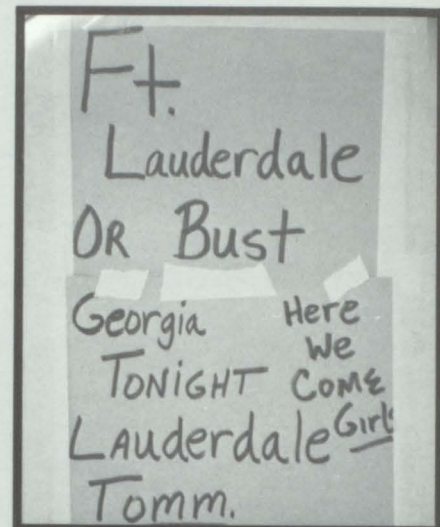 Ft.
Lauderdale
OR Bust
Georgia
TONIGHT
LAuderdale
Tomm.
Here
We
COME
Girls